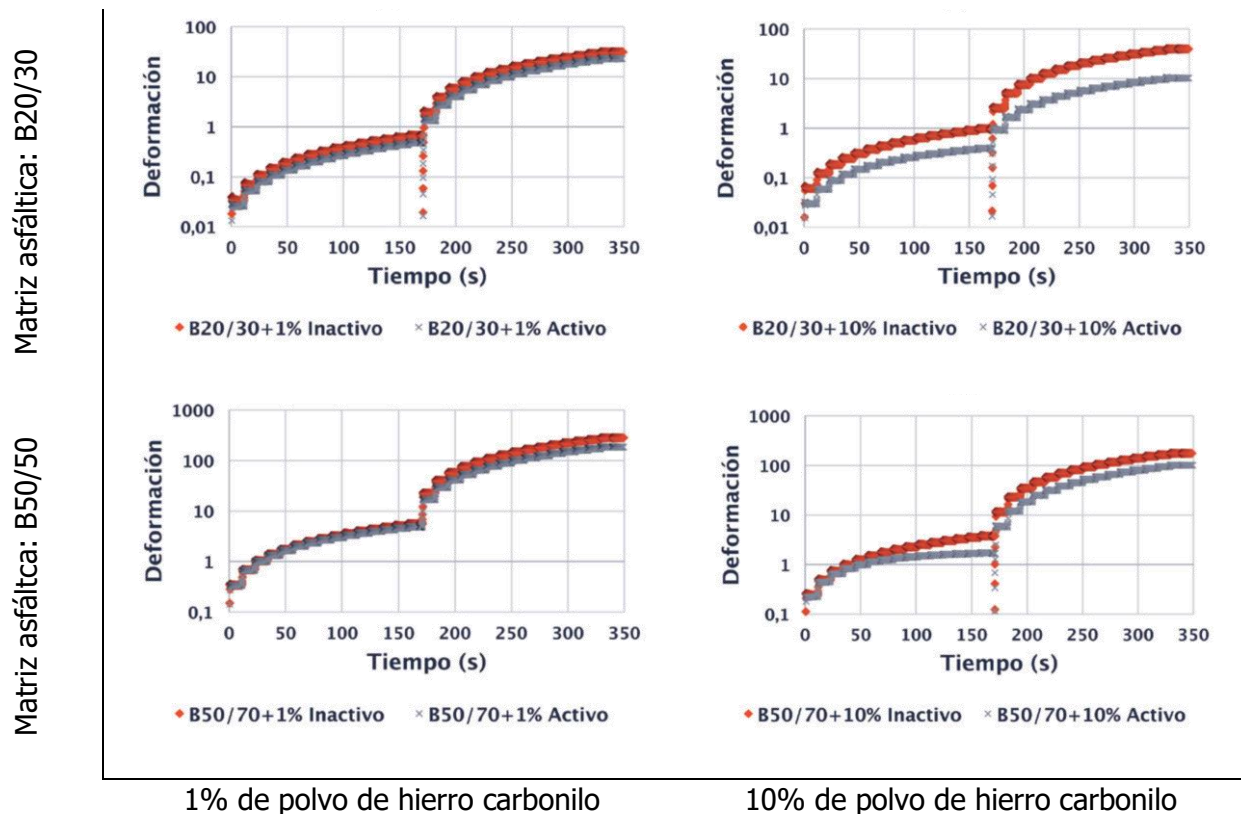 Matriz asfáltica: B20/30
Deformación
100
10
1
0,1
0,01
0 50 100 150 200 250 300 350
Tiempo (s)
B20/30+1% Inactivo B20/30+1% Activo
Deformación
100
10
1
0,1
0,01
0 50 100 150 200 250 300 350
Tiempo (s)
B20/30+10% Inactivo B20/30+10% Activo
Matriz asfáltca: B50/50
Deformación
1000
100
10
1
0,1
0 50 100 150 200 250 300 350
Tiempo (s)
B50/70+1% Inactivo B50/70+1% Activo
Deformación
1000
100
10
1
0,1
0 50 100 150 200 250 300 350
Tiempo (s)
B50/70+10% Inactivo B50/70+10% Activo
1% de polvo de hierro carbonilo
10% de polvo de hierro carbonilo